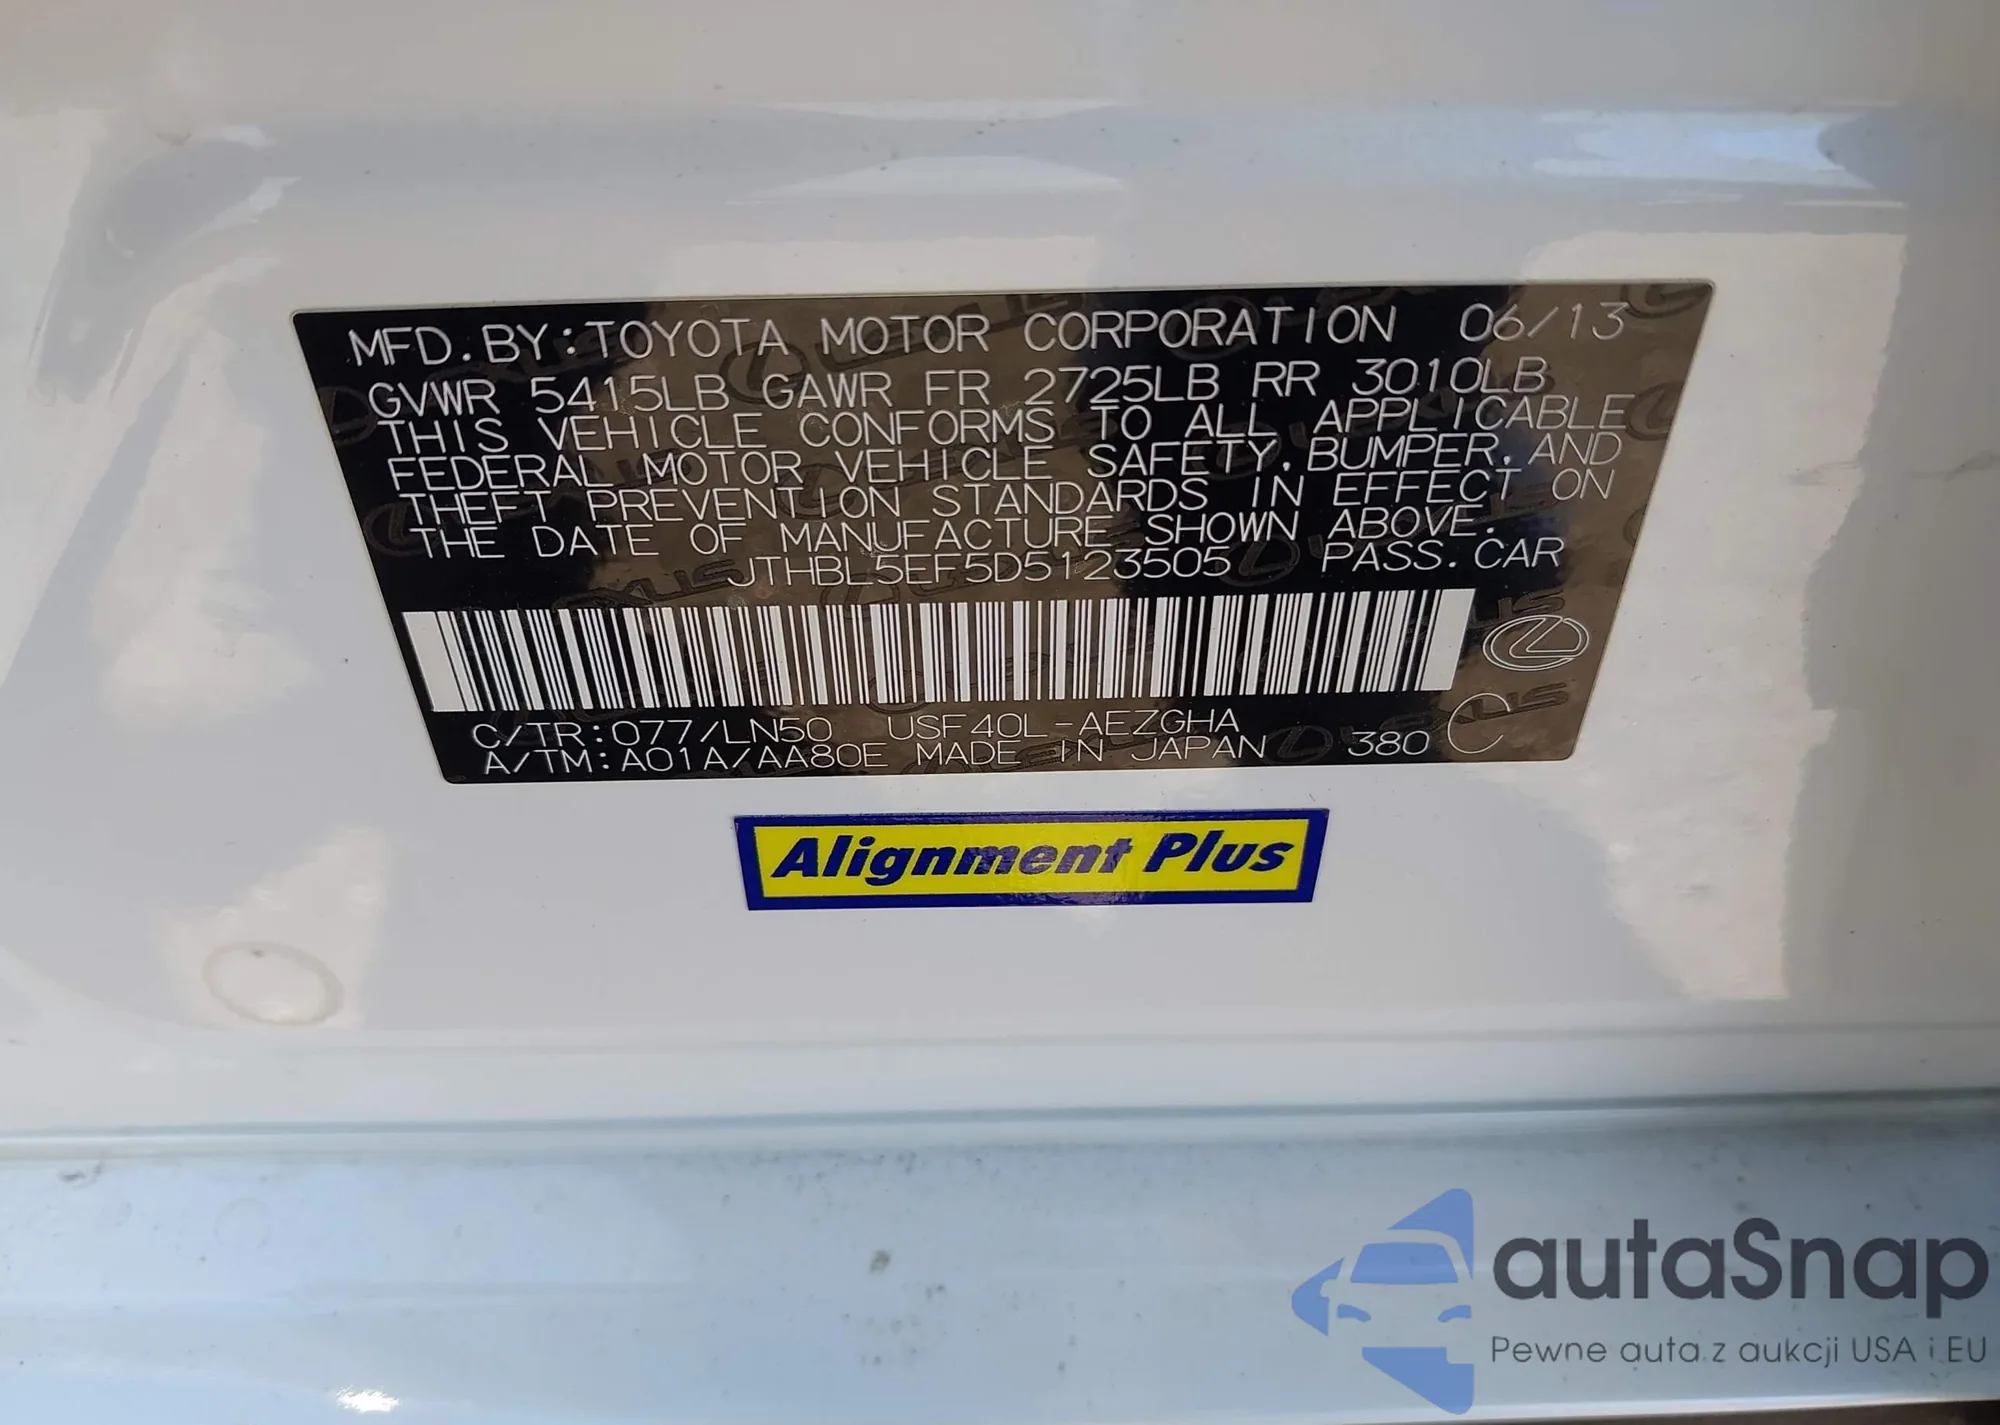 MFD. BY: TOYOTA MOTOR CORPORATION 06/13
GVWR 5415LB GAWR FR 2725LB RR 3010LB
THIS VEHICLE CONFORMS TO ALL APPLICABLE
FEDERAL MOTOR VEHICLE SAFETY, BUMPER, AND
THEFT PREVENTION STANDARDS IN EFFECT ON
THE DATE OF MANUFACTURE SHOWN ABOVE.
JTHBL5EF5D5123505 PASS. CAR
C/TR: 077/LN50 USF40L-AEZGHA
A/TM: A01A/AA80E MADE IN JAPAN 380 C
Alignment Plus
autaSnap
Pewne auta z aukcji USA i EU